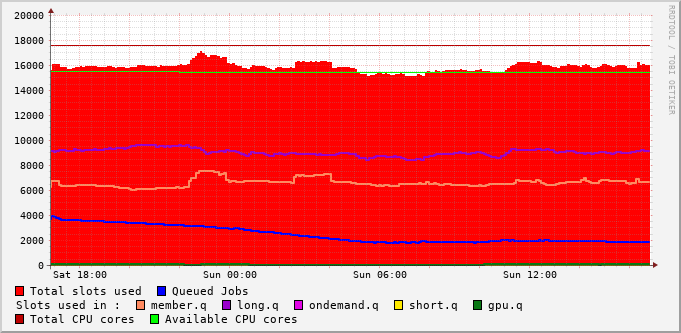 20000
18000
16000
14000
12000
10000
8000
6000
4000
2000
0
Sat 18:00 Sun 00:00 Sun 06:00 Sun 12:00
RRDTOOL / TOBI OETIKER
Total slots used Queued Jobs
Slots used in : member.q long.q ondemand.q short.q gpu.q
Total CPU cores Available CPU cores